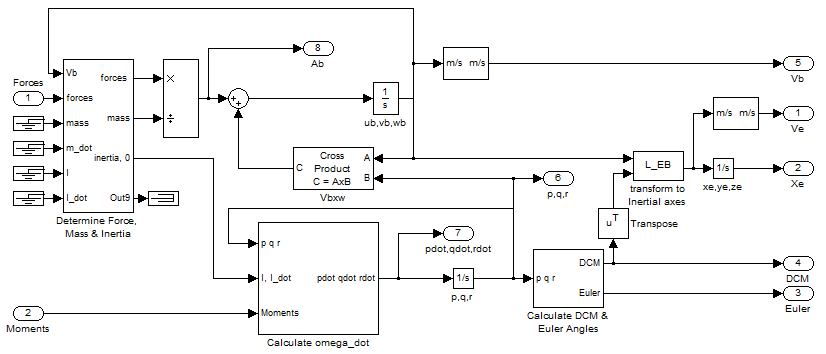 Forces
1
Vb
forces
mass
m_dot
I
I_dot
forces
mass
inertia, 0
Out9
Determine Force,
Mass & Inertia
×
÷
8
Ab
+
+
1
s
ub,vb,wb
m/s m/s
5
Vb
m/s m/s
1
Ve
C
Cross
Product
C = AxB
A
B
Vbxw
6
p,q,r
L_EB
transform to
Inertial axes
1/s
xe,ye,ze
2
Xe
uT
Transpose
p q r
I, I_dot
Moments
pdot qdot rdot
Calculate omega_dot
7
pdot,qdot,rdot
1/s
p,q,r
p q r
DCM
Euler
Calculate DCM &
Euler Angles
4
DCM
3
Euler
2
Moments